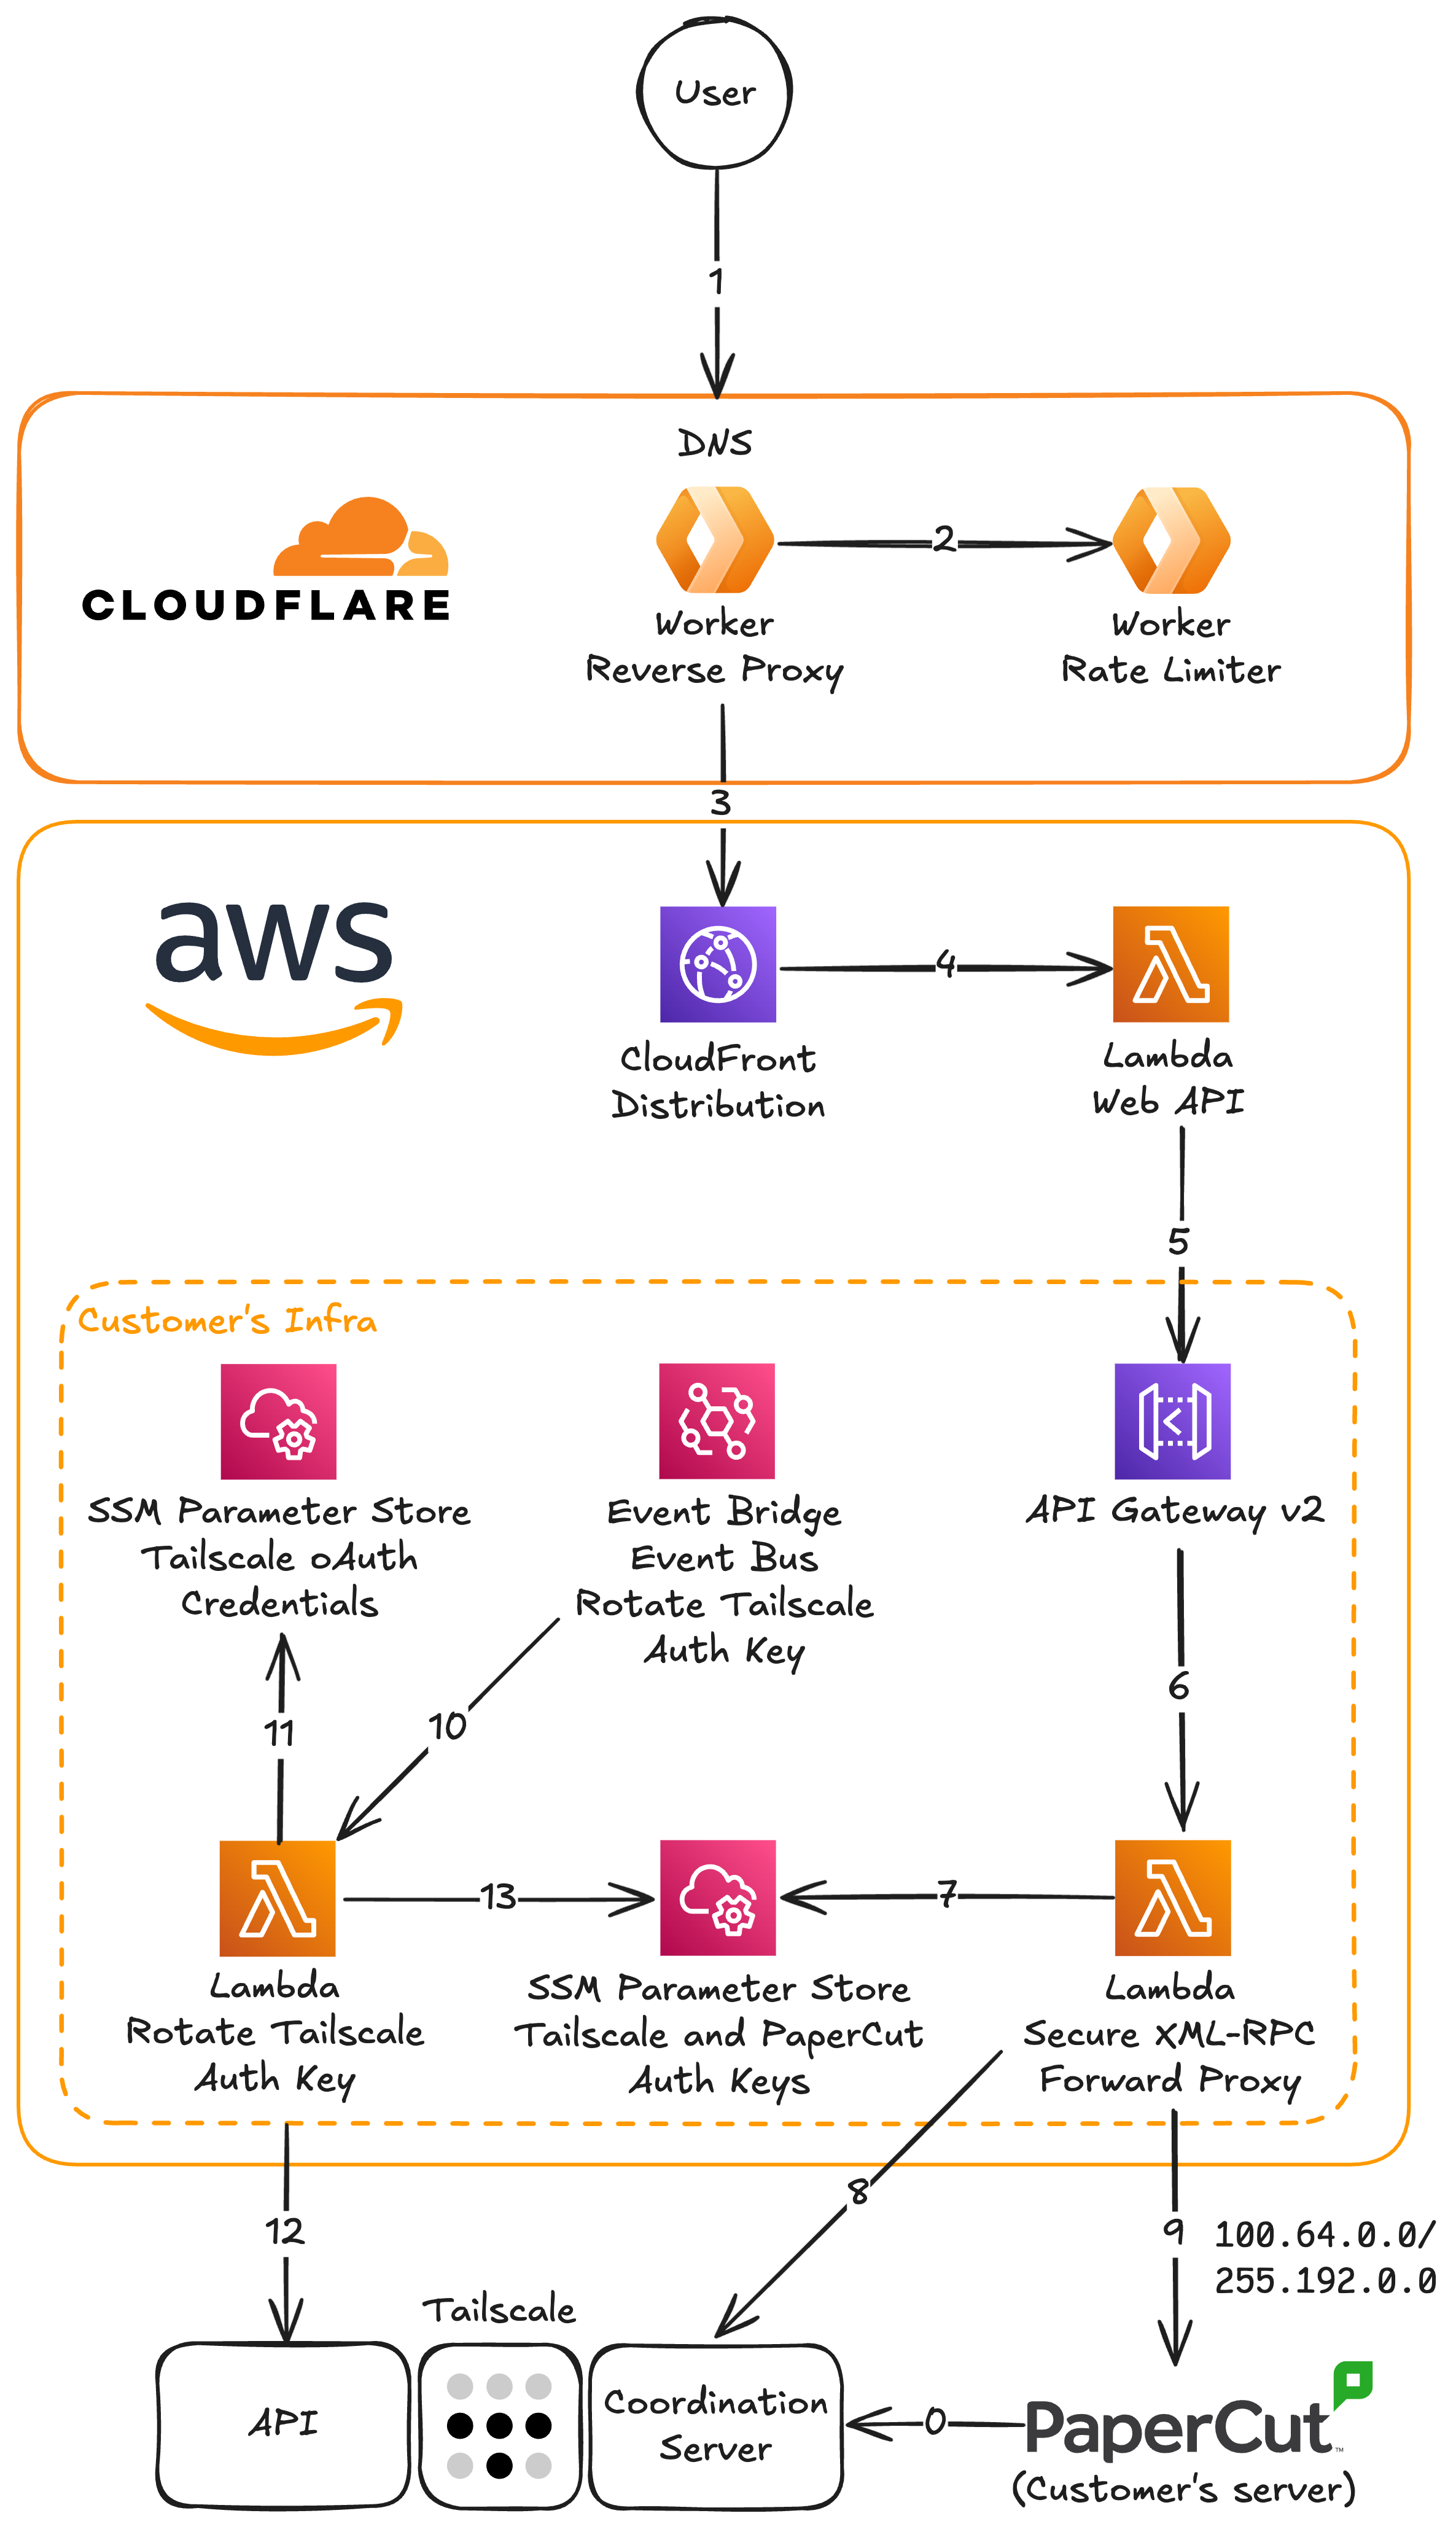 User
1
DNS
2
CLOUDFLARE
Worker
Reverse Proxy
Worker
Rate Limiter
3
aws
4
CloudFront
Distribution
Lambda
Web API
5
Customer's Infra
SSM Parameter Store
Tailscale oAuth
Credentials
Event Bridge
Event Bus
Rotate Tailscale
Auth Key
API Gateway v2
6
11
10
13
7
Lambda
Rotate Tailscale
Auth Key
SSM Parameter Store
Tailscale and PaperCut
Auth Keys
Lambda
Secure XML-RPC
Forward Proxy
8
12
9
100.64.0.0/
255.192.0.0
Tailscale
API
Coordination
Server
0
PaperCut™
(Customer's server)